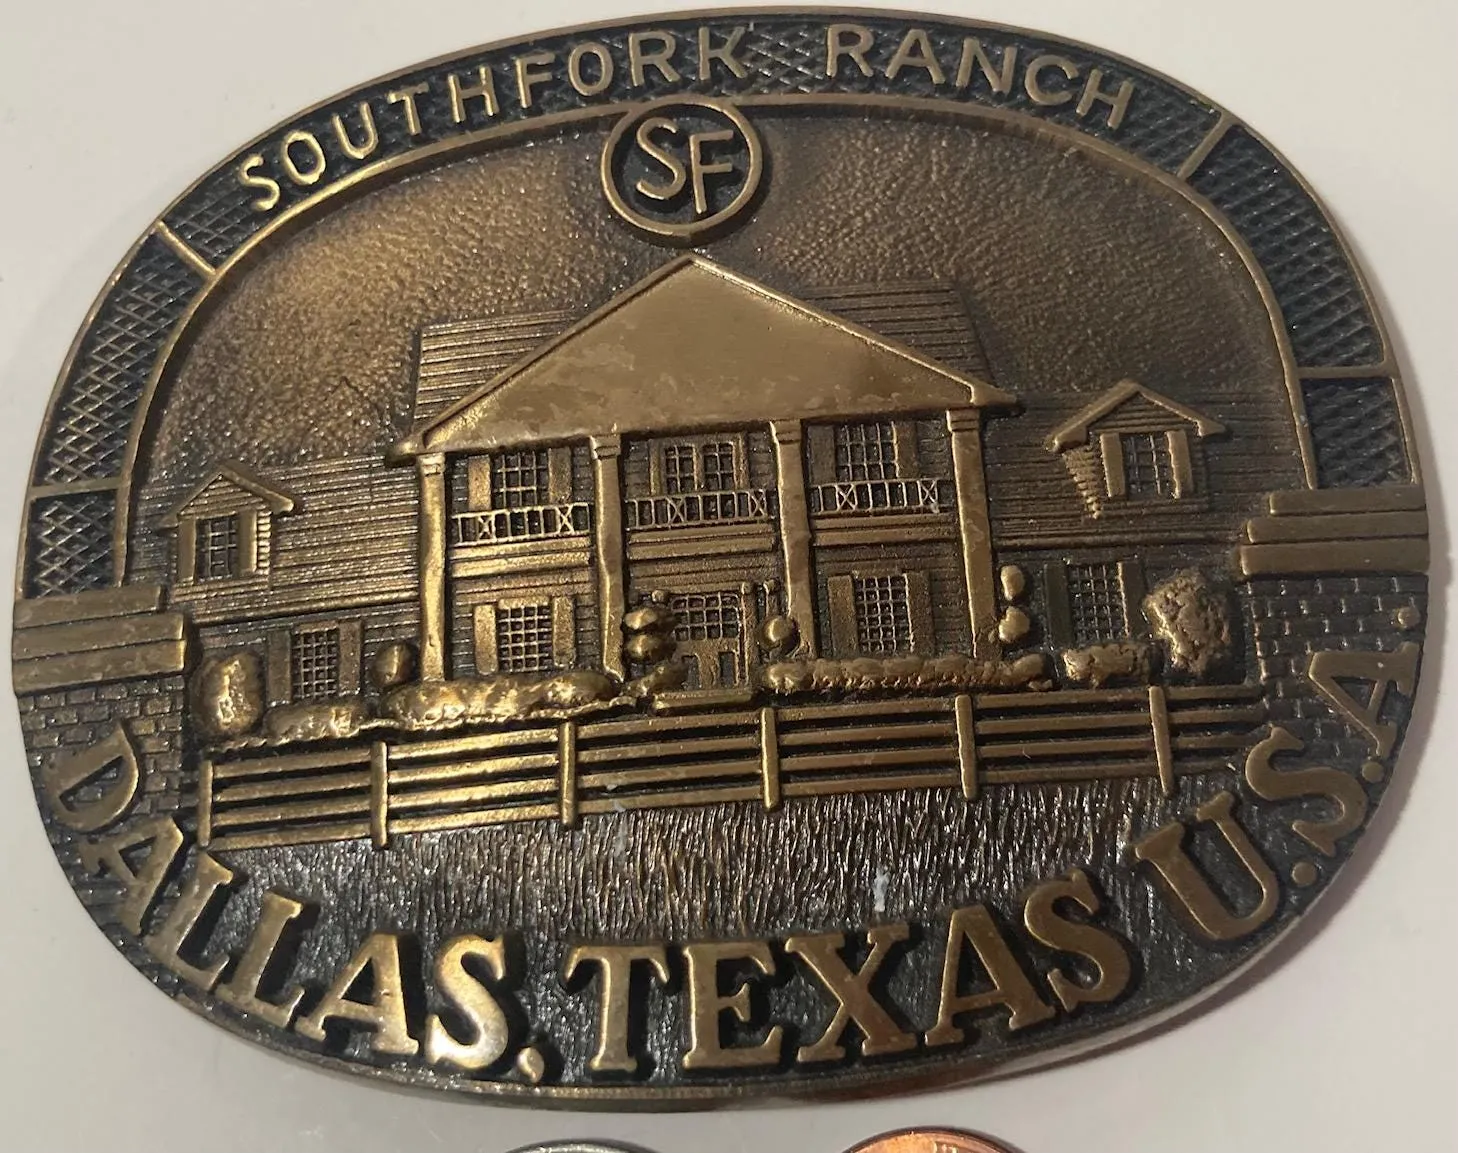 SOUTHFORK RANCH
SF
DALLAS, TEXAS U.S.A.